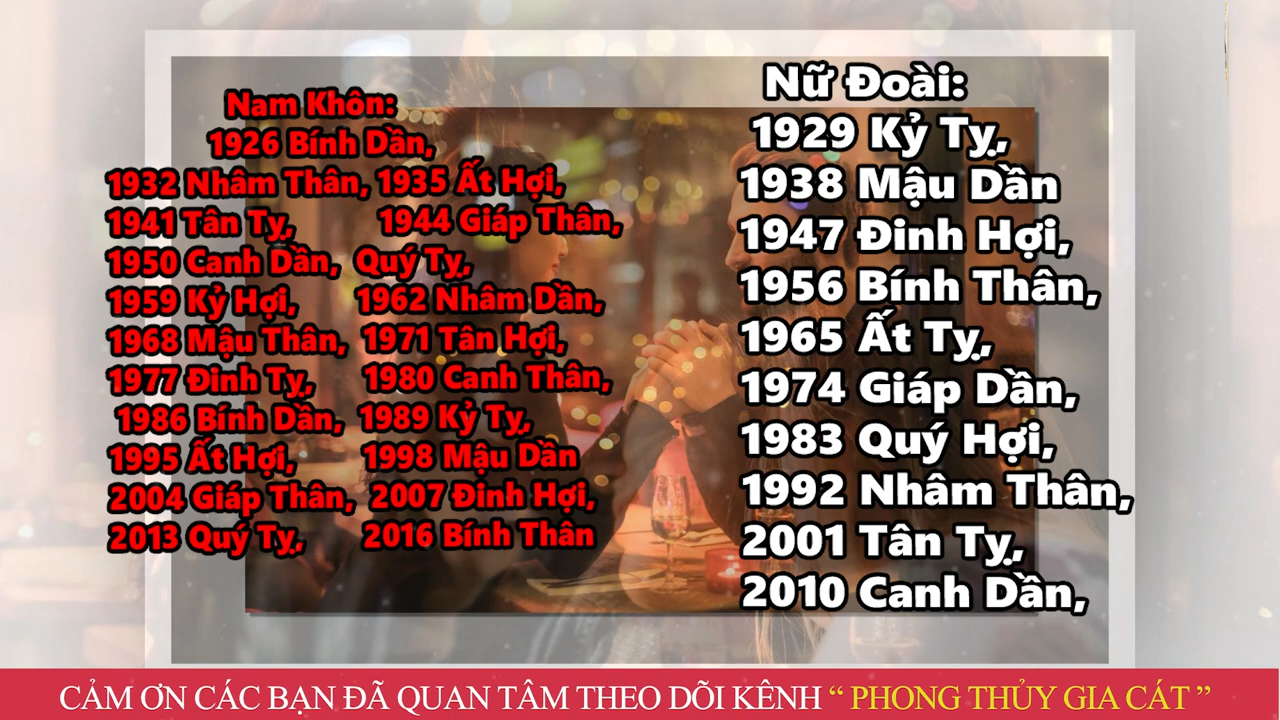 Nam Khôn:
1926 Bính Dần,
1932 Nhâm Thân, 1935 Ất Hợi,
1941 Tân Tỵ, 1944 Giáp Thân,
1950 Canh Dần, Quý Tỵ,
1959 Kỷ Hợi, 1962 Nhâm Dần,
1968 Mậu Thân, 1971 Tân Hợi,
1977 Đinh Tỵ, 1980 Canh Thân,
1986 Bính Dần, 1989 Kỷ Tỵ,
1995 Ất Hợi, 1998 Mậu Dần
2004 Giáp Thân, 2007 Đinh Hợi,
2013 Quý Tỵ, 2016 Bính Thân
Nữ Đoài:
1929 Kỷ Tỵ,
1938 Mậu Dần
1947 Đinh Hợi,
1956 Bính Thân,
1965 Ất Tỵ,
1974 Giáp Dần,
1983 Quý Hợi,
1992 Nhâm Thân,
2001 Tân Tỵ,
2010 Canh Dần,
CẢM ƠN CÁC BẠN ĐÃ QUAN TÂM THEO DÕI KÊNH “ PHONG THỦY GIA CÁT ”